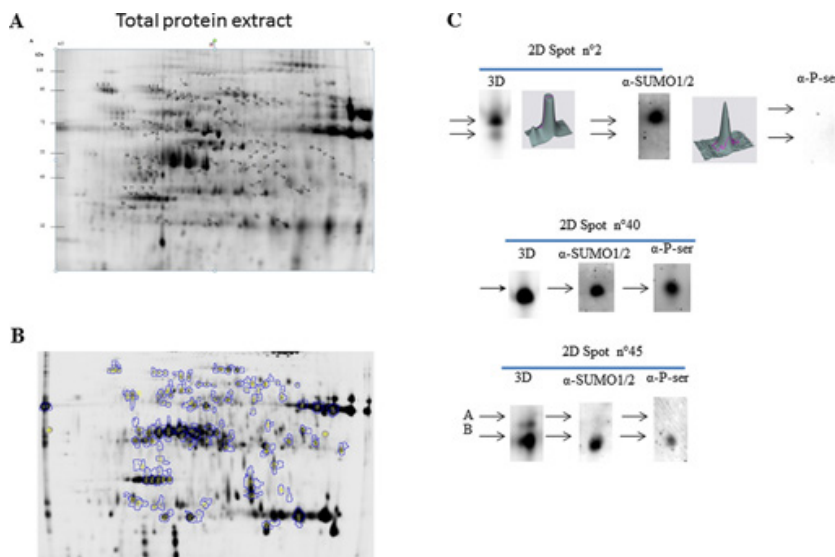 Total protein extract
A
B
C
2D Spot n°2
3D
α-SUMO1/2
α-P-ser
2D Spot n°40
3D
α-SUMO1/2
α-P-ser
2D Spot n°45
3D
α-SUMO1/2
α-P-ser
A
B